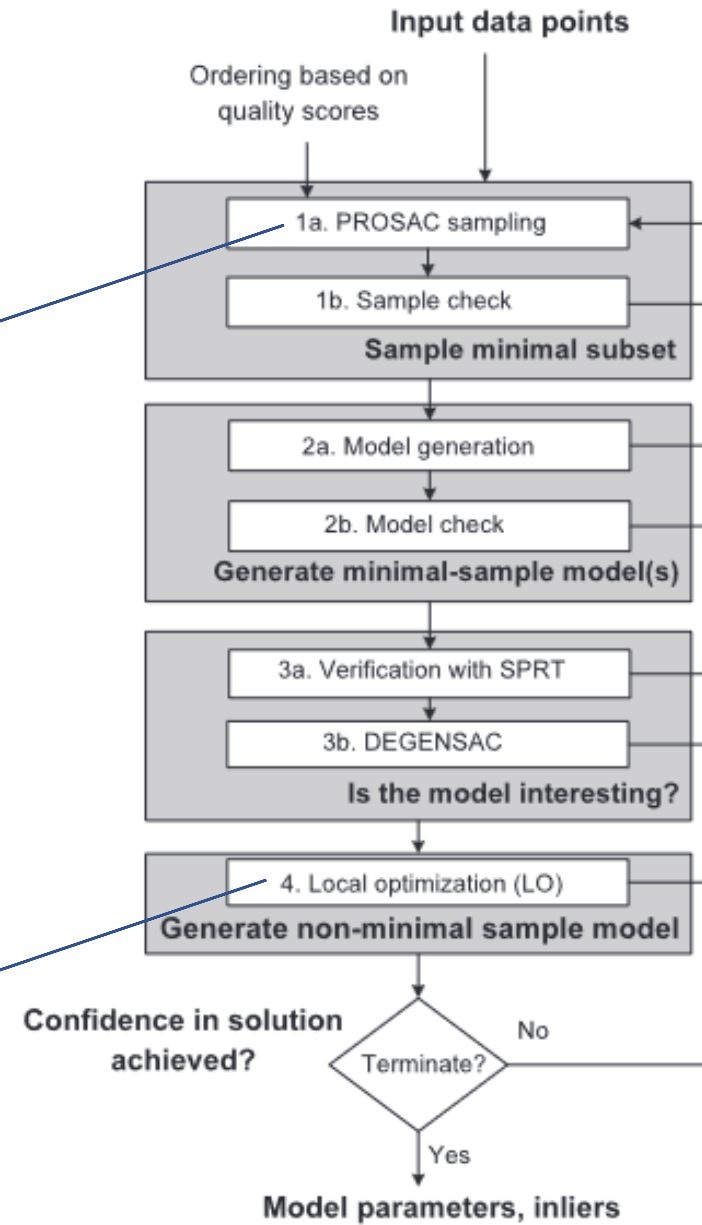 Input data points
Ordering based on
quality scores
1a. PROSAC sampling
1b. Sample check
Sample minimal subset
2a. Model generation
2b. Model check
Generate minimal-sample model(s)
3a. Verification with SPRT
3b. DEGENSAC
Is the model interesting?
4. Local optimization (LO)
Generate non-minimal sample model
Confidence in solution
achieved?
Terminate?
No
Yes
Model parameters, inliers